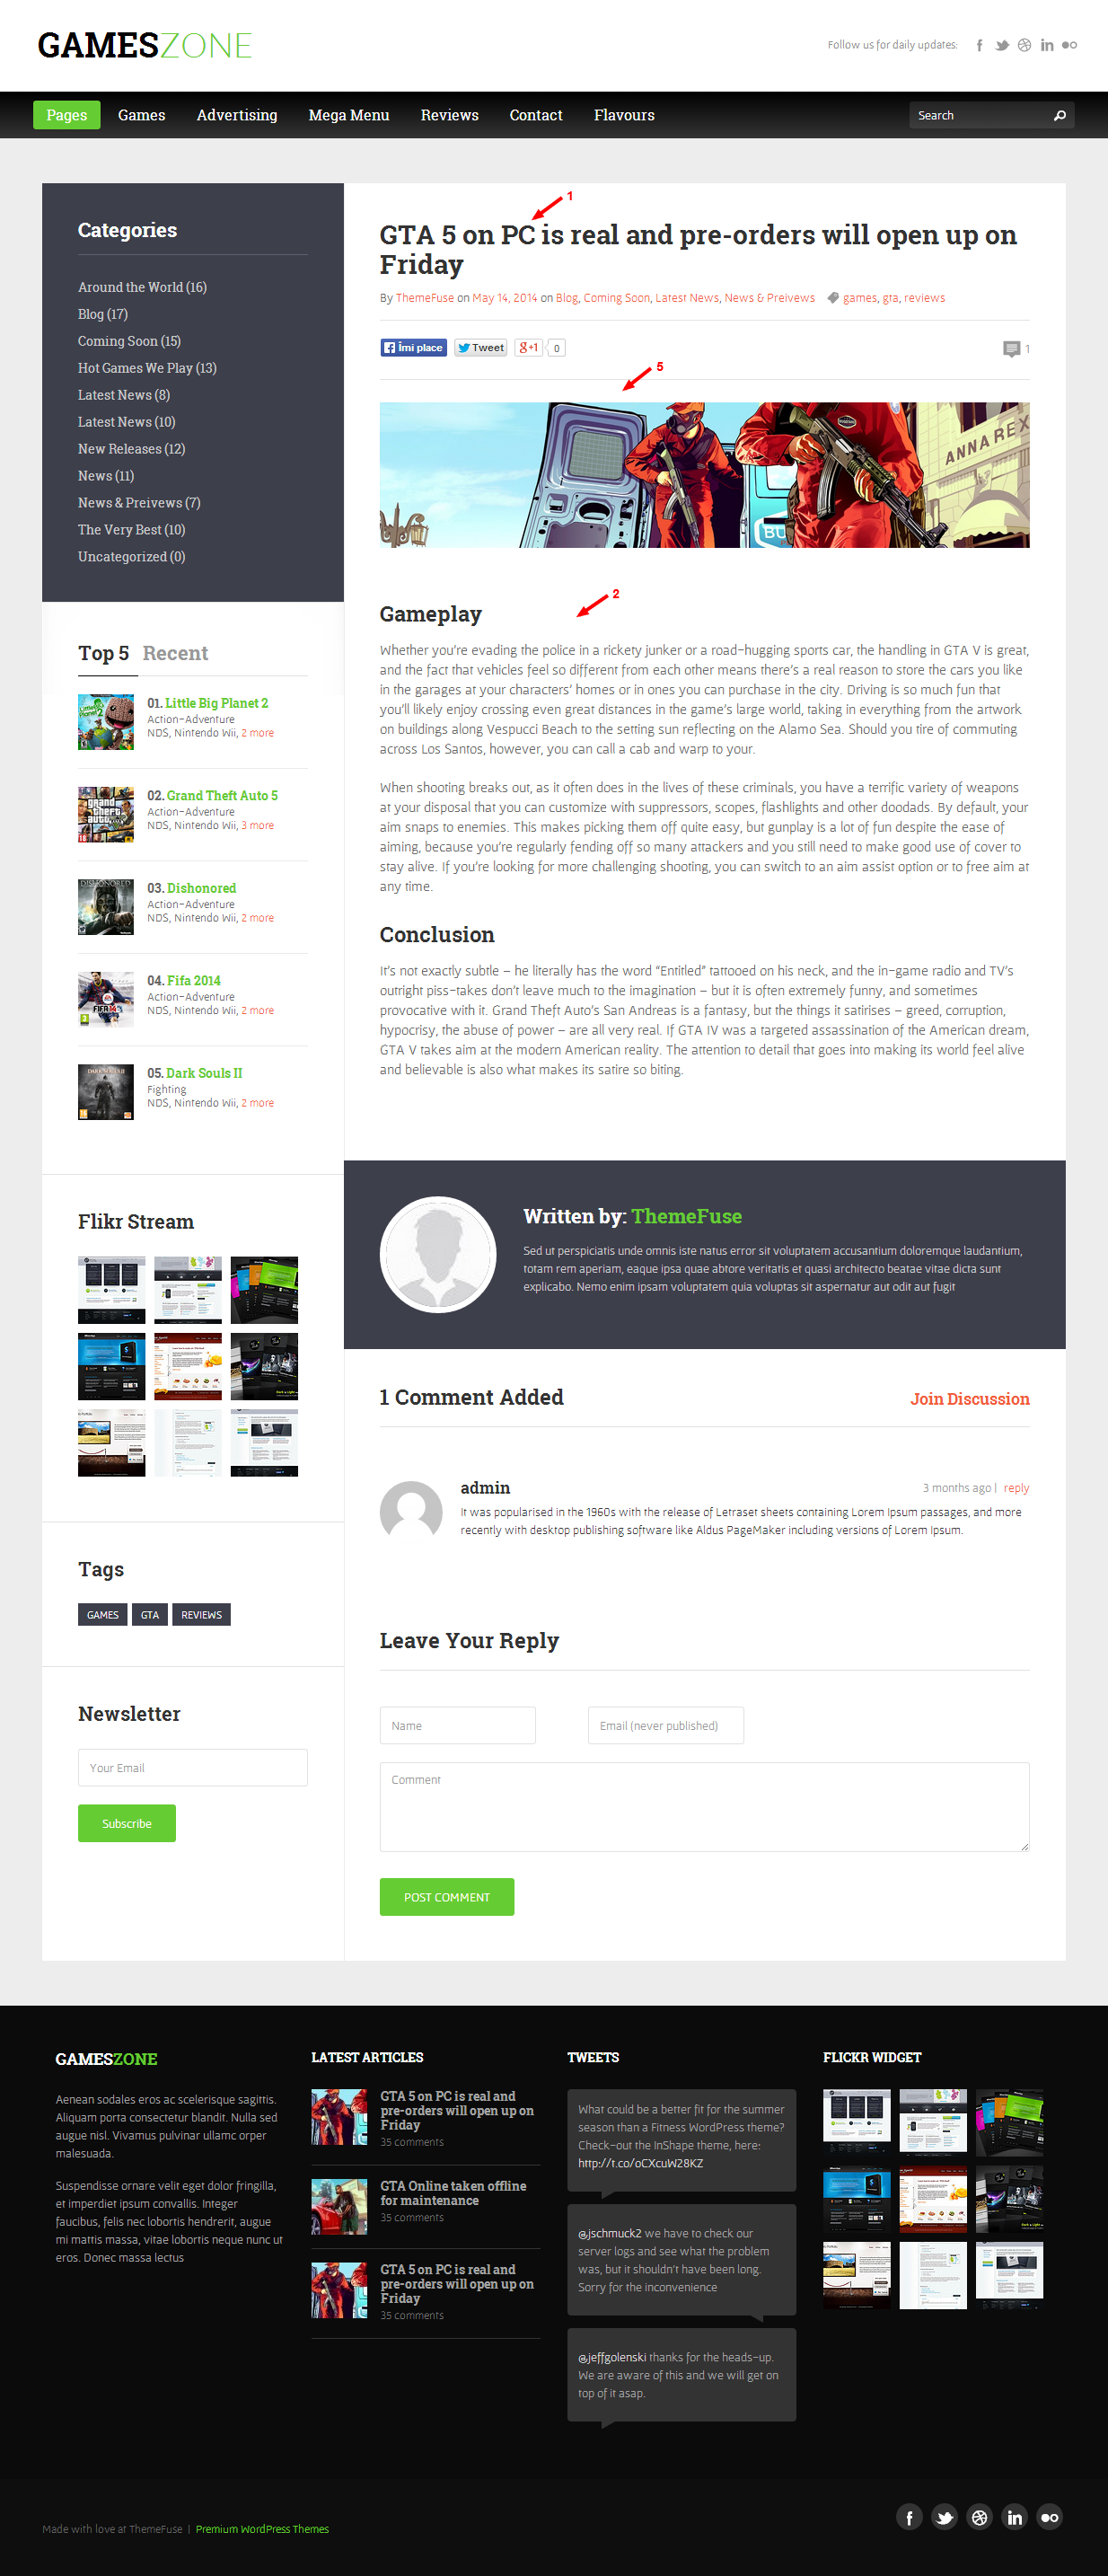 GAMESZONE
Follow us for daily updates:
Pages Games Advertising Mega Menu Reviews Contact Flavours
Search
Categories
Around the World (16)
Blog (17)
Coming Soon (15)
Hot Games We Play (13)
Latest News (8)
Latest News (10)
New Releases (12)
News (11)
News & Preivews (7)
The Very Best (10)
Uncategorized (0)
Top 5 Recent
01. Little Big Planet 2
Action-Adventure
NDS, Nintendo Wii, 2 more
02. Grand Theft Auto 5
Action-Adventure
NDS, Nintendo Wii, 3 more
03. Dishonored
Action-Adventure
NDS, Nintendo Wii, 2 more
04. Fifa 2014
Action-Adventure
NDS, Nintendo Wii, 2 more
05. Dark Souls II
Fighting
NDS, Nintendo Wii, 2 more
Flikr Stream
Tags
GAMES GTA REVIEWS
Newsletter
Your Email
Subscribe
1
GTA 5 on PC is real and pre-orders will open up on
Friday
By ThemeFuse on May 14, 2014 on Blog, Coming Soon, Latest News, News & Preivews games, gta, reviews
Îmi place Tweet g+1 0
1
5
ANNAREX
2
Gameplay
Whether you're evading the police in a rickety junker or a road-hugging sports car, the handling in GTA V is great,
and the fact that vehicles feel so different from each other means there's a real reason to store the cars you like
in the garages at your characters' homes or in ones you can purchase in the city. Driving is so much fun that
you'll likely enjoy crossing even great distances in the game's large world, taking in everything from the artwork
on buildings along Vespucci Beach to the setting sun reflecting on the Alamo Sea. Should you tire of commuting
across Los Santos, however, you can call a cab and warp to your.
When shooting breaks out, as it often does in the lives of these criminals, you have a terrific variety of weapons
at your disposal that you can customize with suppressors, scopes, flashlights and other doodads. By default, your
aim snaps to enemies. This makes picking them off quite easy, but gunplay is a lot of fun despite the ease of
aiming, because you're regularly fending off so many attackers and you still need to make good use of cover to
stay alive. If you're looking for more challenging shooting, you can switch to an aim assist option or to free aim at
any time.
Conclusion
It's not exactly subtle – he literally has the word “Entitled” tattooed on his neck, and the in-game radio and TV's
outright piss-takes don't leave much to the imagination – but it is often extremely funny, and sometimes
provocative with it. Grand Theft Auto's San Andreas is a fantasy, but the things it satirises – greed, corruption,
hypocrisy, the abuse of power – are all very real. If GTA IV was a targeted assassination of the American dream,
GTA V takes aim at the modern American reality. The attention to detail that goes into making its world feel alive
and believable is also what makes its satire so biting.
Written by: ThemeFuse
Sed ut perspiciatis unde omnis iste natus error sit voluptatem accusantium doloremque laudantium,
totam rem aperiam, eaque ipsa quae abtore veritatis et quasi architecto beatae vitae dicta sunt
explicabo. Nemo enim ipsam voluptatem quia voluptas sit aspernatur aut odit aut fugit
1 Comment Added
Join Discussion
admin
3 months ago | reply
It was popularised in the 1960s with the release of Letraset sheets containing Lorem Ipsum passages, and more
recently with desktop publishing software like Aldus PageMaker including versions of Lorem Ipsum.
Leave Your Reply
Name
Email (never published)
Comment
POST COMMENT
GAMESZONE
Aenean sodales eros ac scelerisque sagittis.
Aliquam porta consectetur blandit. Nulla sed
augue nisl. Vivamus pulvinar ullamc orper
malesuada.
Suspendisse ornare velit eget dolor fringilla,
et imperdiet ipsum convallis. Integer
faucibus, felis nec lobortis hendrerit, augue
mi mattis massa, vitae lobortis neque nunc ut
eros. Donec massa lectus
LATEST ARTICLES
GTA 5 on PC is real and
pre-orders will open up on
Friday
35 comments
GTA Online taken offline
for maintenance
35 comments
GTA 5 on PC is real and
pre-orders will open up on
Friday
35 comments
TWEETS
What could be a better fit for the summer
season than a Fitness WordPress theme?
Check-out the InShape theme, here:
http://t.co/oCXcuW28KZ
@jschmuck2 we have to check our
server logs and see what the problem
was, but it shouldn't have been long.
Sorry for the inconvenience
@jeffgolenski thanks for the heads-up.
We are aware of this and we will get on
top of it asap.
FLICKR WIDGET
Made with love at ThemeFuse | Premium WordPress Themes